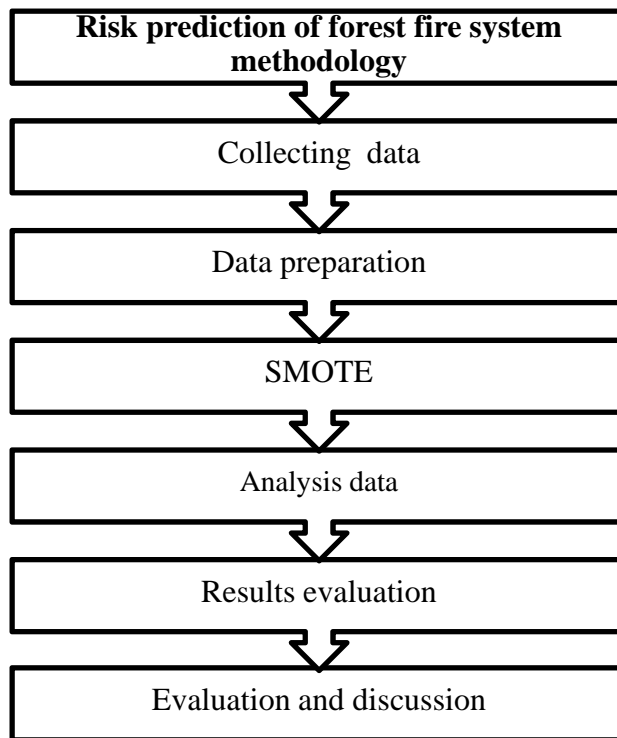 Risk prediction of forest fire system
methodology
Collecting data
Data preparation
SMOTE
Analysis data
Results evaluation
Evaluation and discussion